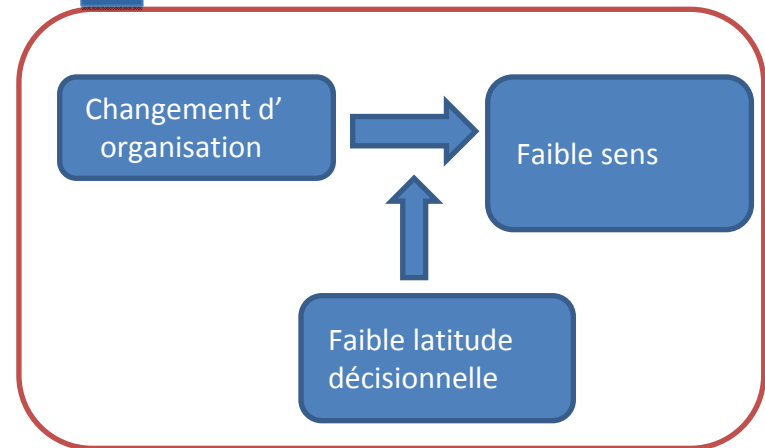 Changement d’
organisation
Faible sens
Faible latitude
décisionnelle